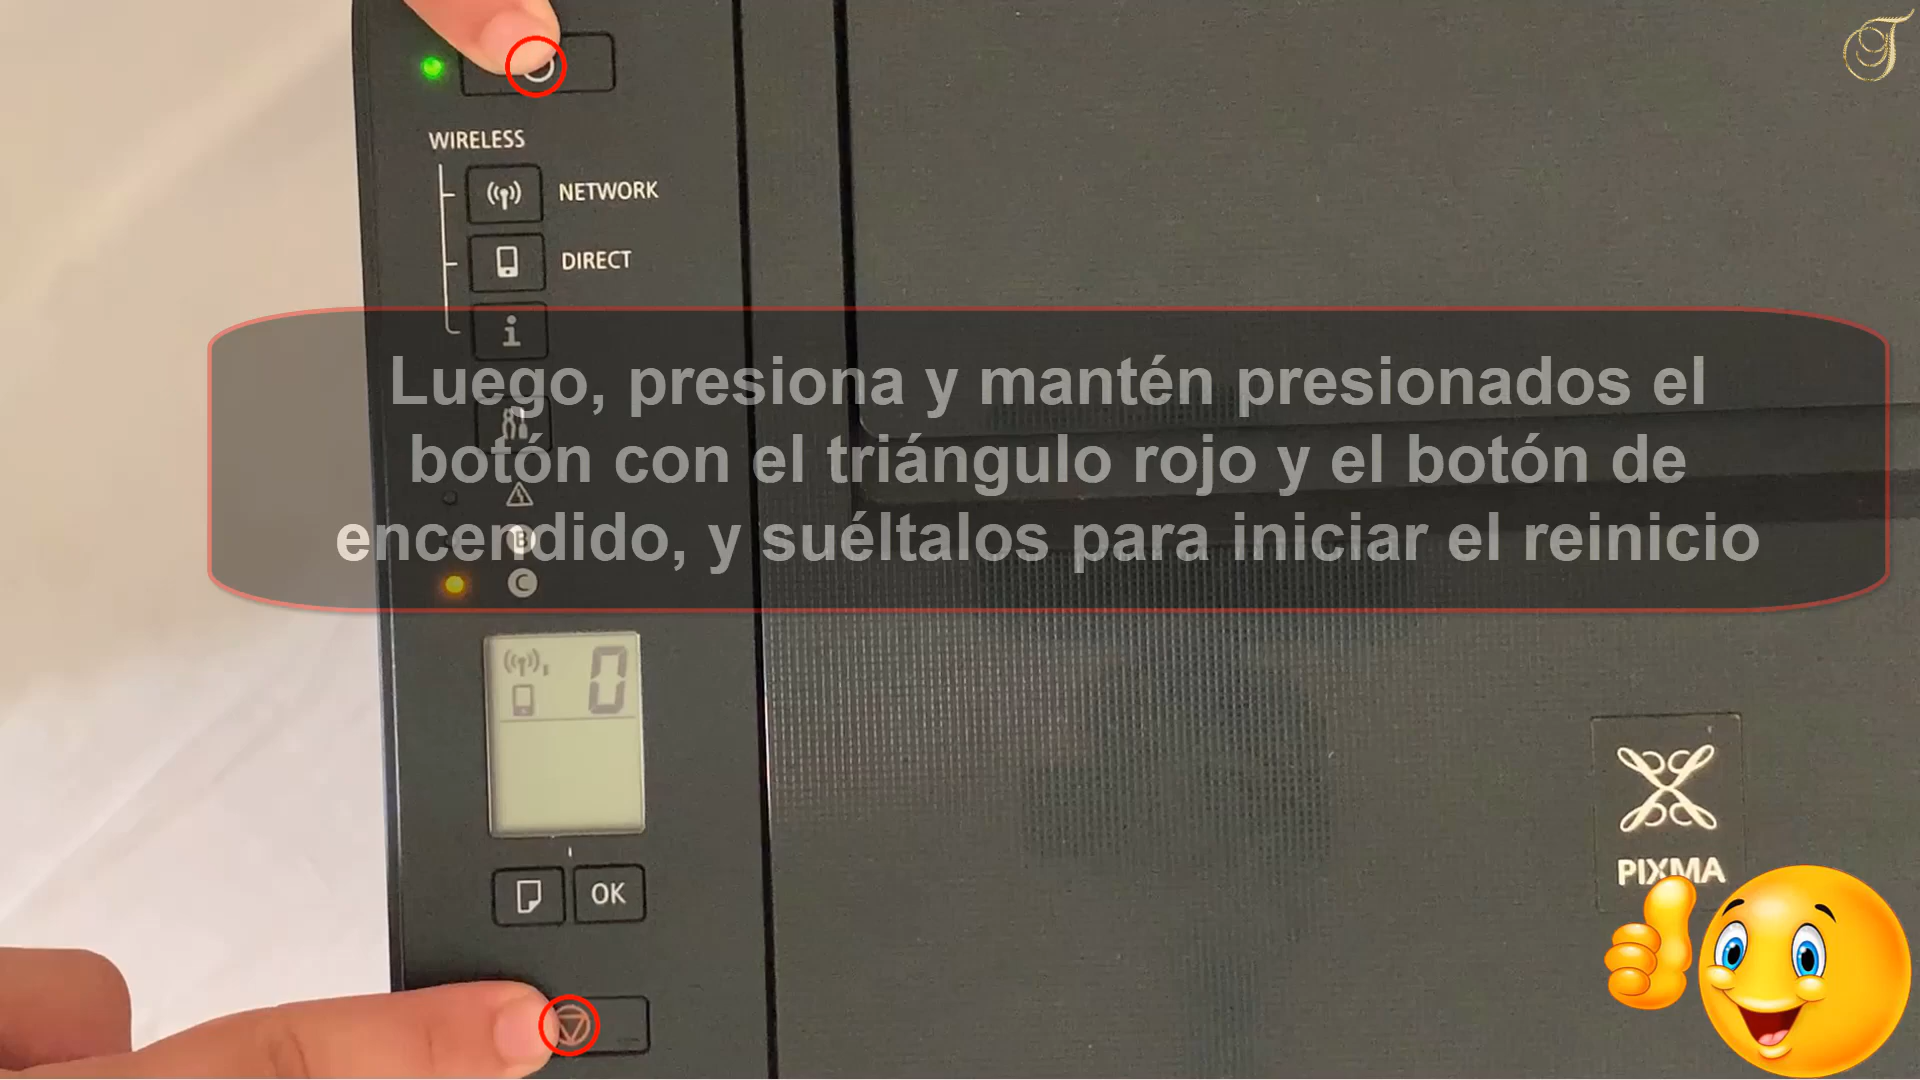 WIRELESS
NETWORK
DIRECT
i
Luego, presiona y mantén presionados el
botón con el triángulo rojo y el botón de
encendido, y suéltalos para iniciar el reinicio
B
C
0
OK
PIXMA